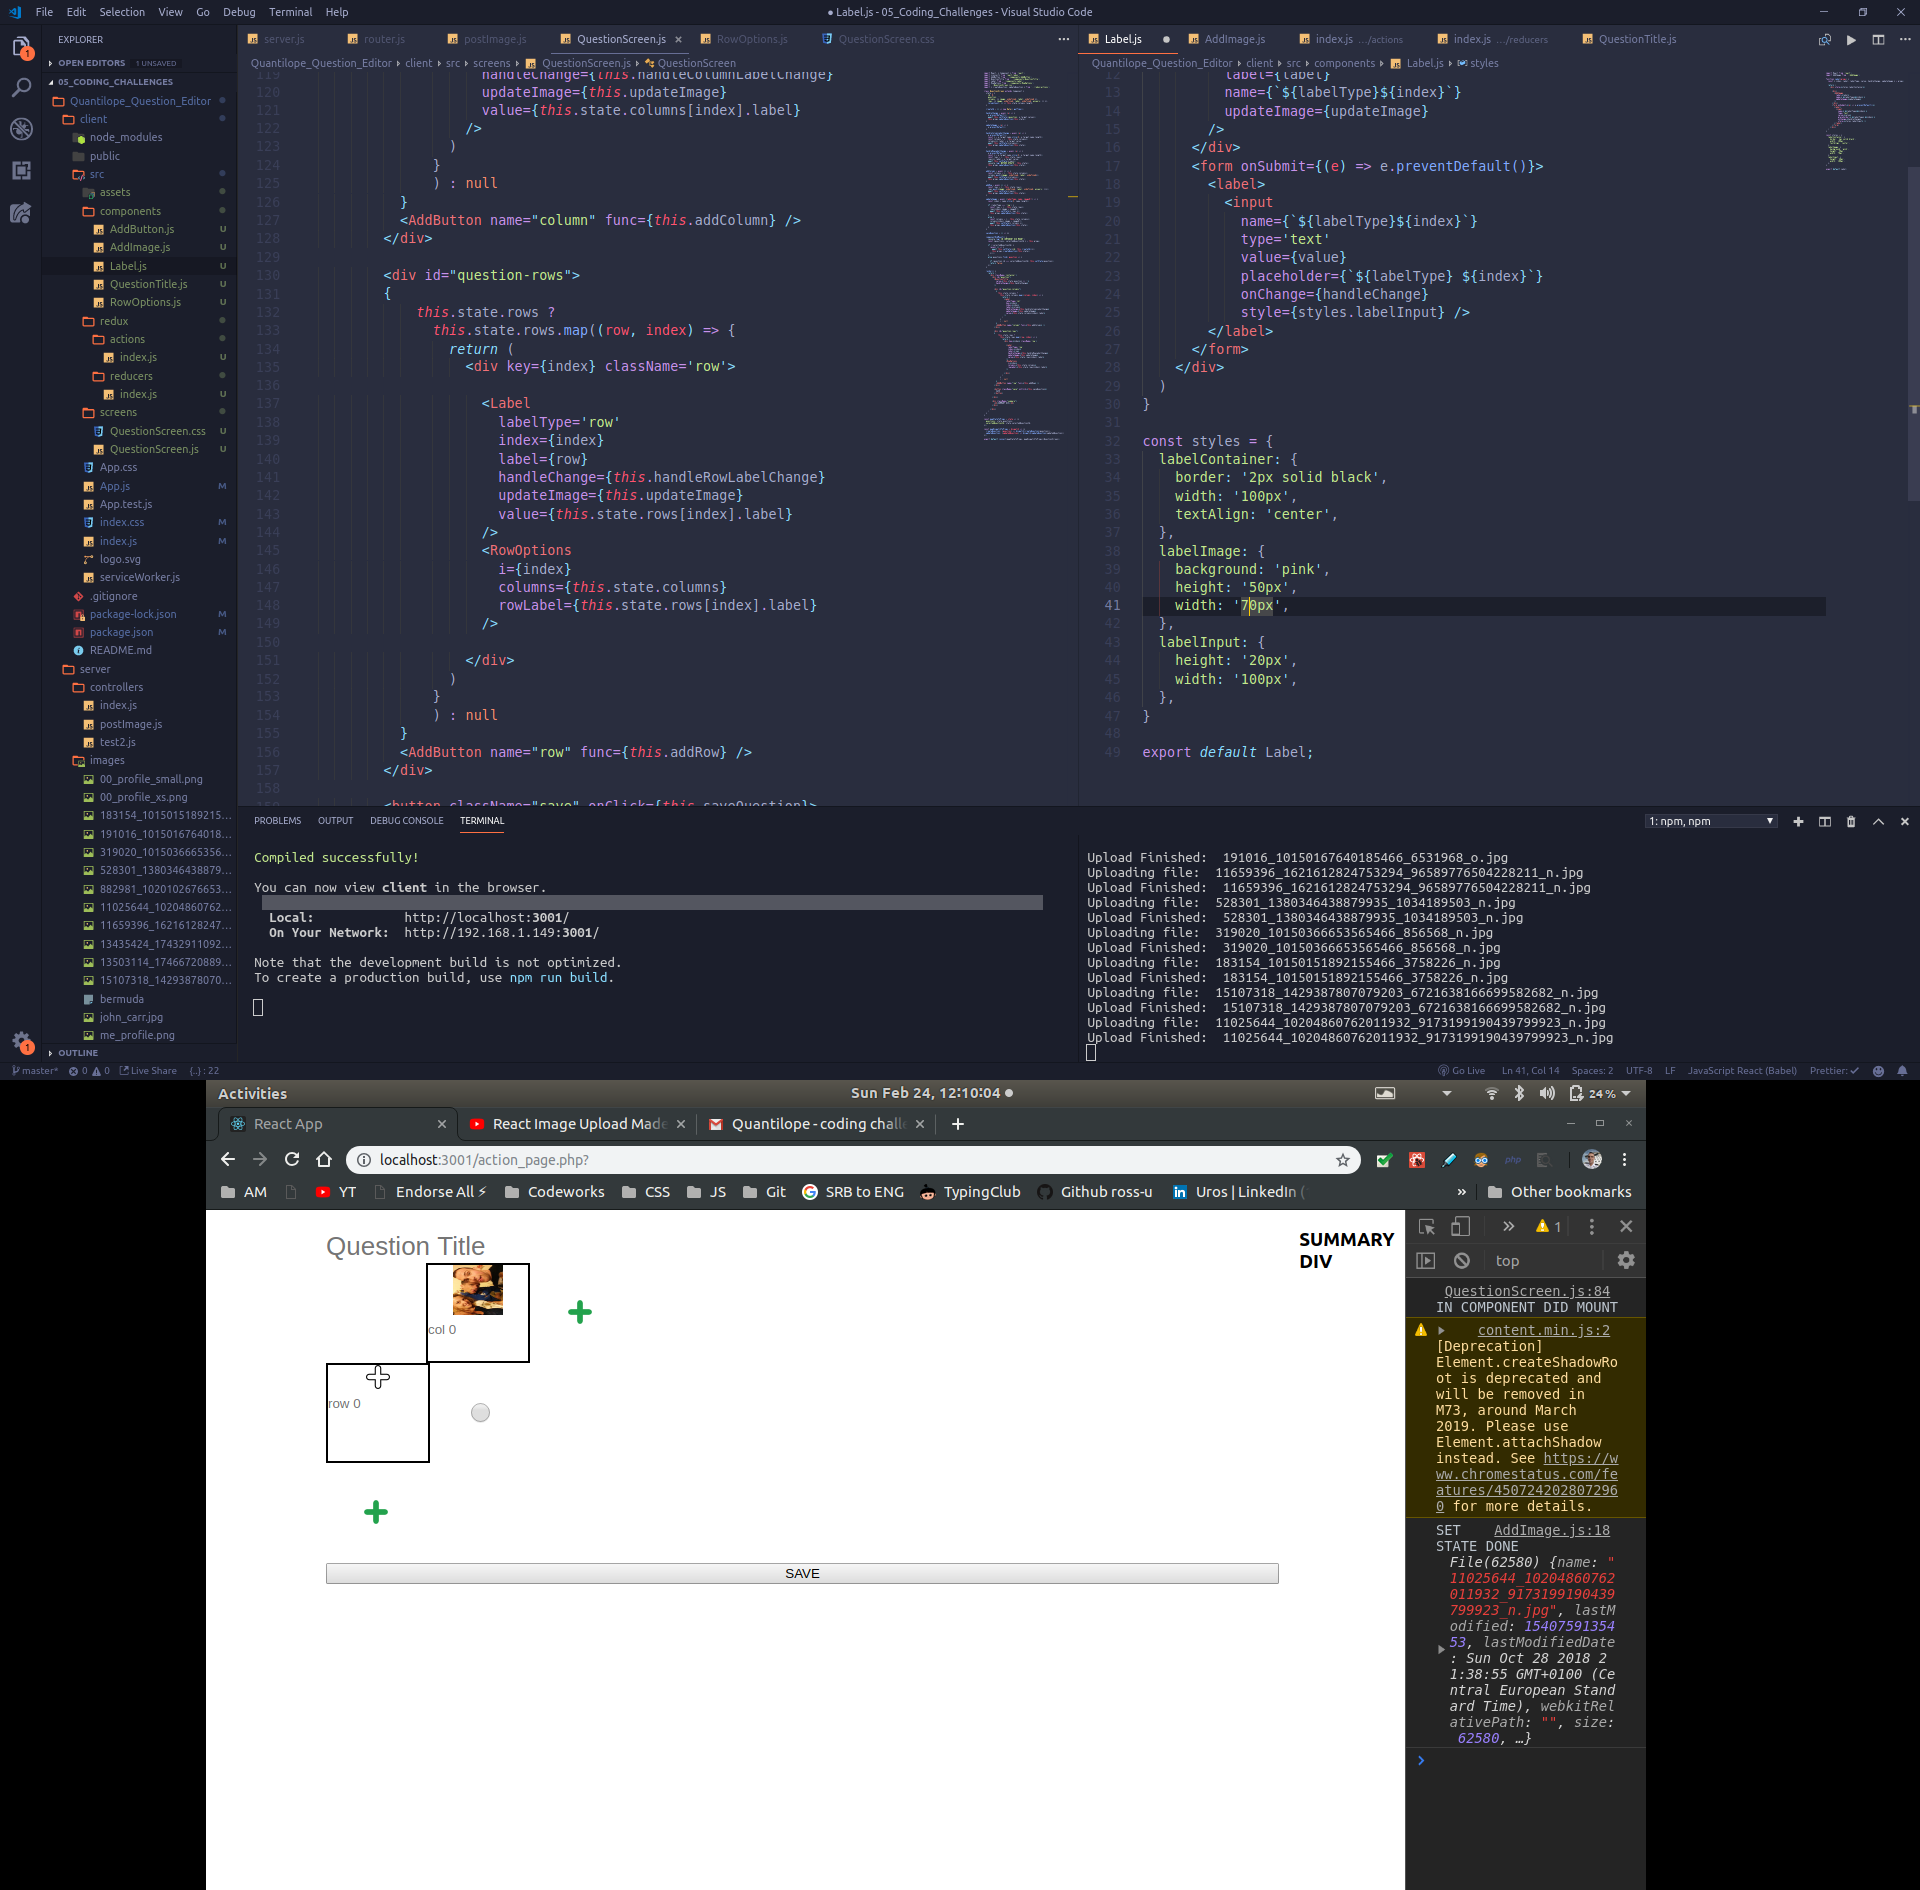 File Edit Selection View Go Debug Terminal Help
● Label.js - 05_Coding_Challenges - Visual Studio Code
EXPLORER
OPEN EDITORS 1 UNSAVED
05_CODING_CHALLENGES
Quantilope_Question_Editor
client
node_modules
public
src
assets
components
AddButton.js U
AddImage.js U
Label.js U
QuestionTitle.js U
RowOptions.js U
redux
actions
index.js U
reducers
index.js U
screens
QuestionScreen.css U
QuestionScreen.js U
App.css
App.js M
App.test.js
index.css M
index.js M
logo.svg
serviceWorker.js
.gitignore
package-lock.json M
package.json M
README.md
server
controllers
index.js
postImage.js
test2.js
images
00_profile_small.png
00_profile_xs.png
183154_1015015189215...
191016_1015016764018...
319020_1015036665356...
528301_1380346438879...
882981_1020102676653...
11025644_10204860762...
11659396_16216128247...
13435424_17432911092...
13503114_17466720889...
15107318_14293878070...
bermuda
john_carr.jpg
me_profile.png
OUTLINE
server.js router.js postImage.js QuestionScreen.js × RowOptions.js QuestionScreen.css ...
Quantilope_Question_Editor › client › src › screens › QuestionScreen.js › QuestionScreen
119 handleChange={this.handleColumnLabelChange}
120 updateImage={this.updateImage}
121 value={this.state.columns[index].label}
122 />
123 )
124 }
125 ) : null
126 }
127 <AddButton name="column" func={this.addColumn} />
128 </div>
129
130 <div id="question-rows">
131 {
132 this.state.rows ?
133 this.state.rows.map((row, index) => {
134 return (
135 <div key={index} className='row'>
136
137 <Label
138 labelType='row'
139 index={index}
140 label={row}
141 handleChange={this.handleRowLabelChange}
142 updateImage={this.updateImage}
143 value={this.state.rows[index].label}
144 />
145 <RowOptions
146 i={index}
147 columns={this.state.columns}
148 rowLabel={this.state.rows[index].label}
149 />
150
151 </div>
152 )
153 }
154 ) : null
155 }
156 <AddButton name="row" func={this.addRow} />
157 </div>
158
159 <button className="save" onClick={this.saveQuestion}>
Label.js ● AddImage.js index.js .../actions index.js .../reducers QuestionTitle.js
Quantilope_Question_Editor › client › src › components › Label.js › styles
12 label={label}
13 name={`${labelType}${index}`}
14 updateImage={updateImage}
15 />
16 </div>
17 <form onSubmit={(e) => e.preventDefault()}>
18 <label>
19 <input
20 name={`${labelType}${index}`}
21 type='text'
22 value={value}
23 placeholder={`${labelType} ${index}`}
24 onChange={handleChange}
25 style={styles.labelInput} />
26 </label>
27 </form>
28 </div>
29 )
30 }
31
32 const styles = {
33 labelContainer: {
34 border: '2px solid black',
35 width: '100px',
36 textAlign: 'center',
37 },
38 labelImage: {
39 background: 'pink',
40 height: '50px',
41 width: '70px',
42 },
43 labelInput: {
44 height: '20px',
45 width: '100px',
46 },
47 }
48
49 export default Label;
PROBLEMS OUTPUT DEBUG CONSOLE TERMINAL
1: npm, npm
Compiled successfully!
You can now view client in the browser.
Local: http://localhost:3001/
On Your Network: http://192.168.1.149:3001/
Note that the development build is not optimized.
To create a production build, use npm run build.
Upload Finished: 191016_10150167640185466_6531968_o.jpg
Uploading file: 11659396_1621612824753294_96589776504228211_n.jpg
Upload Finished: 11659396_1621612824753294_96589776504228211_n.jpg
Uploading file: 528301_1380346438879935_1034189503_n.jpg
Upload Finished: 528301_1380346438879935_1034189503_n.jpg
Uploading file: 319020_10150366653565466_856568_n.jpg
Upload Finished: 319020_10150366653565466_856568_n.jpg
Uploading file: 183154_10150151892155466_3758226_n.jpg
Upload Finished: 183154_10150151892155466_3758226_n.jpg
Uploading file: 15107318_1429387807079203_6721638166699582682_n.jpg
Upload Finished: 15107318_1429387807079203_6721638166699582682_n.jpg
Uploading file: 11025644_10204860762011932_9173199190439799923_n.jpg
Upload Finished: 11025644_10204860762011932_9173199190439799923_n.jpg
master* 0 0 Live Share {..} : 22
Go Live Ln 41, Col 14 Spaces: 2 UTF-8 LF JavaScript React (Babel) Prettier: ✓
Activities Sun Feb 24, 12:10:04 ● 24 %
React App × React Image Upload Made × Quantilope - coding chall × +
localhost:3001/action_page.php?
AM YT Endorse All ⚡ Codeworks CSS JS Git SRB to ENG TypingClub Github ross-u Uros | LinkedIn ( » Other bookmarks
Question Title
SUMMARY
DIV
col 0
row 0
SAVE
» 1
top
QuestionScreen.js:84
IN COMPONENT DID MOUNT
content.min.js:2
[Deprecation]
Element.createShadowRo
ot is deprecated and
will be removed in
M73, around March
2019. Please use
Element.attachShadow
instead. See https://w
ww.chromestatus.com/fe
atures/450724202807296
0 for more details.
SET AddImage.js:18
STATE DONE
File(62580) {name: "
11025644_10204860762
011932_9173199190439
799923_n.jpg", lastM
odified: 15407591354
53, lastModifiedDate
: Sun Oct 28 2018 2
1:38:55 GMT+0100 (Ce
ntral European Stand
ard Time), webkitRel
ativePath: "", size:
62580, …}